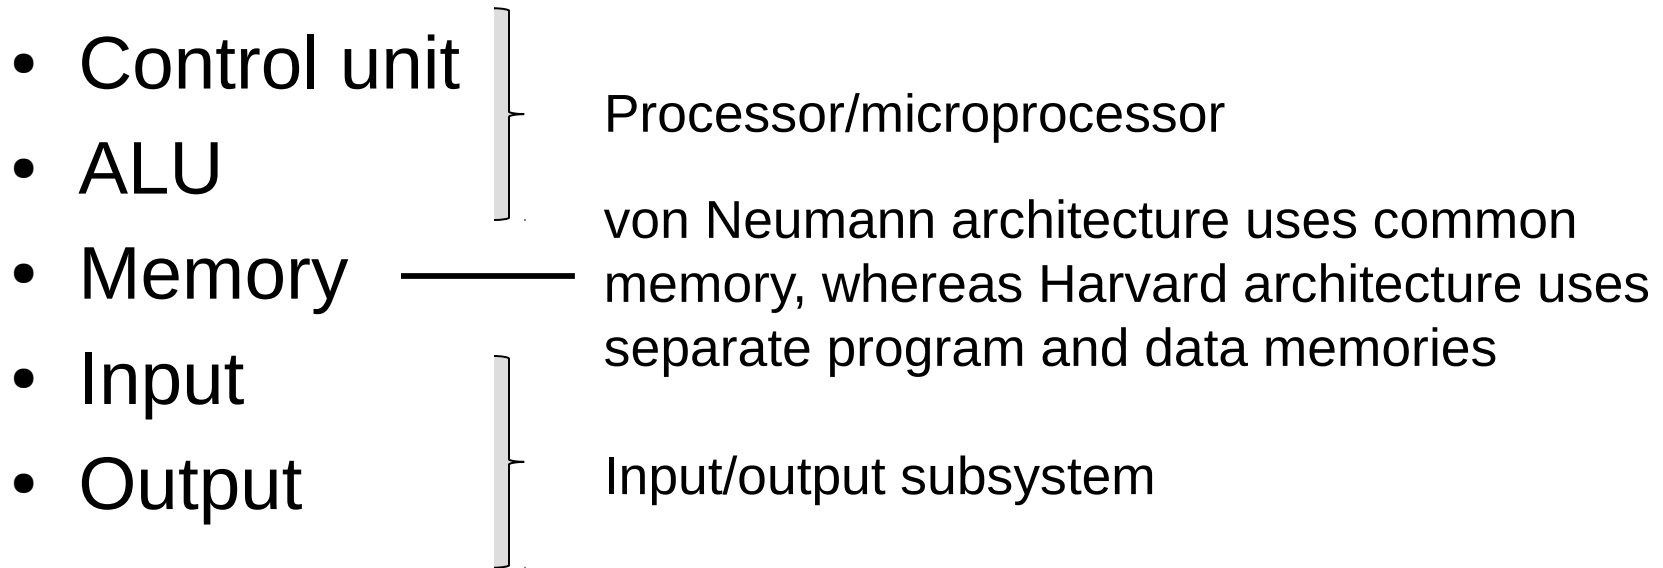 • Control unit
Processor/microprocessor
• ALU
• Memory
von Neumann architecture uses common
memory, whereas Harvard architecture uses
separate program and data memories
• Input
• Output
Input/output subsystem